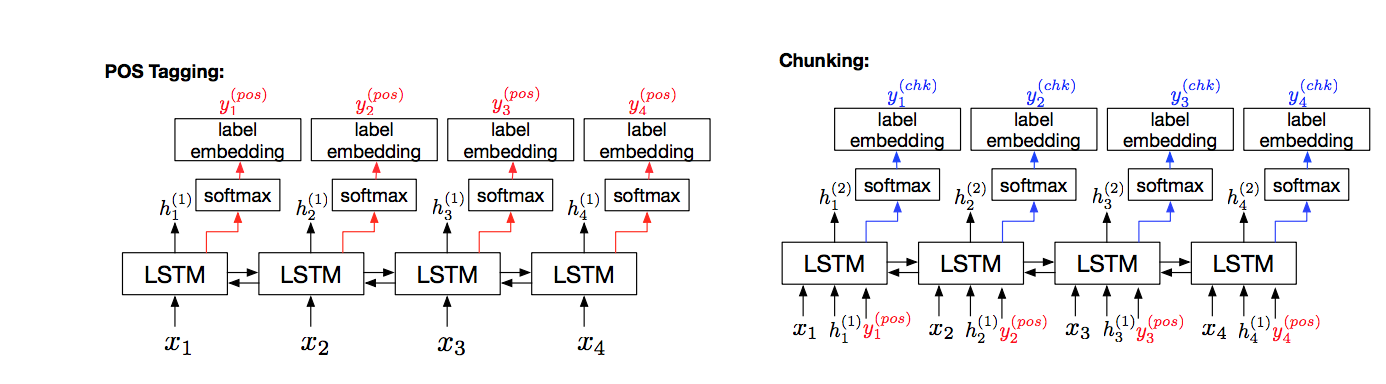 POS Tagging:
y_1^{(pos)} y_2^{(pos)} y_3^{(pos)} y_4^{(pos)}
label embedding label embedding label embedding label embedding
softmax softmax softmax softmax
h_1^{(1)} h_2^{(1)} h_3^{(1)} h_4^{(1)}
LSTM LSTM LSTM LSTM
x_1 x_2 x_3 x_4
Chunking:
y_1^{(chk)} y_2^{(chk)} y_3^{(chk)} y_4^{(chk)}
label embedding label embedding label embedding label embedding
softmax softmax softmax softmax
h_1^{(2)} h_2^{(2)} h_3^{(2)} h_4^{(2)}
LSTM LSTM LSTM LSTM
x_1 h_1^{(1)} y_1^{(pos)} x_2 h_2^{(1)} y_2^{(pos)} x_3 h_3^{(1)} y_3^{(pos)} x_4 h_4^{(1)} y_4^{(pos)}